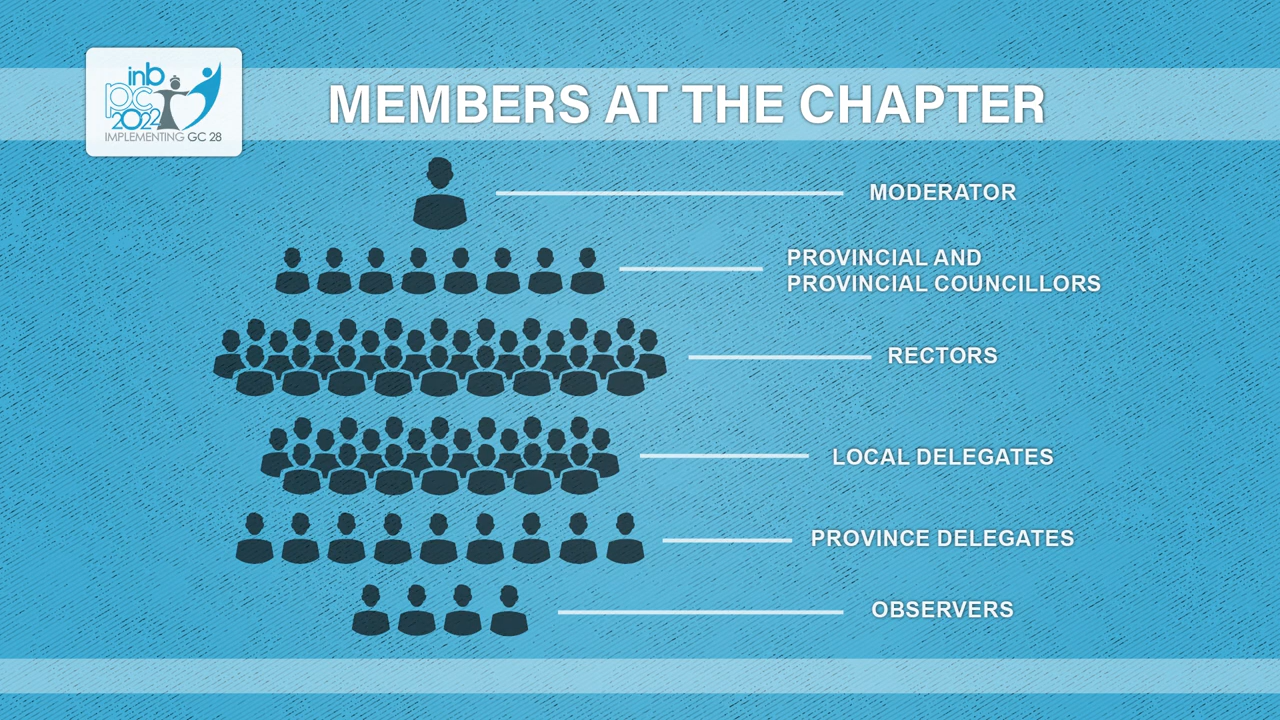 inb
pc
2022
IMPLEMENTING GC 28
MEMBERS AT THE CHAPTER
MODERATOR
PROVINCIAL AND
PROVINCIAL COUNCILLORS
RECTORS
LOCAL DELEGATES
PROVINCE DELEGATES
OBSERVERS